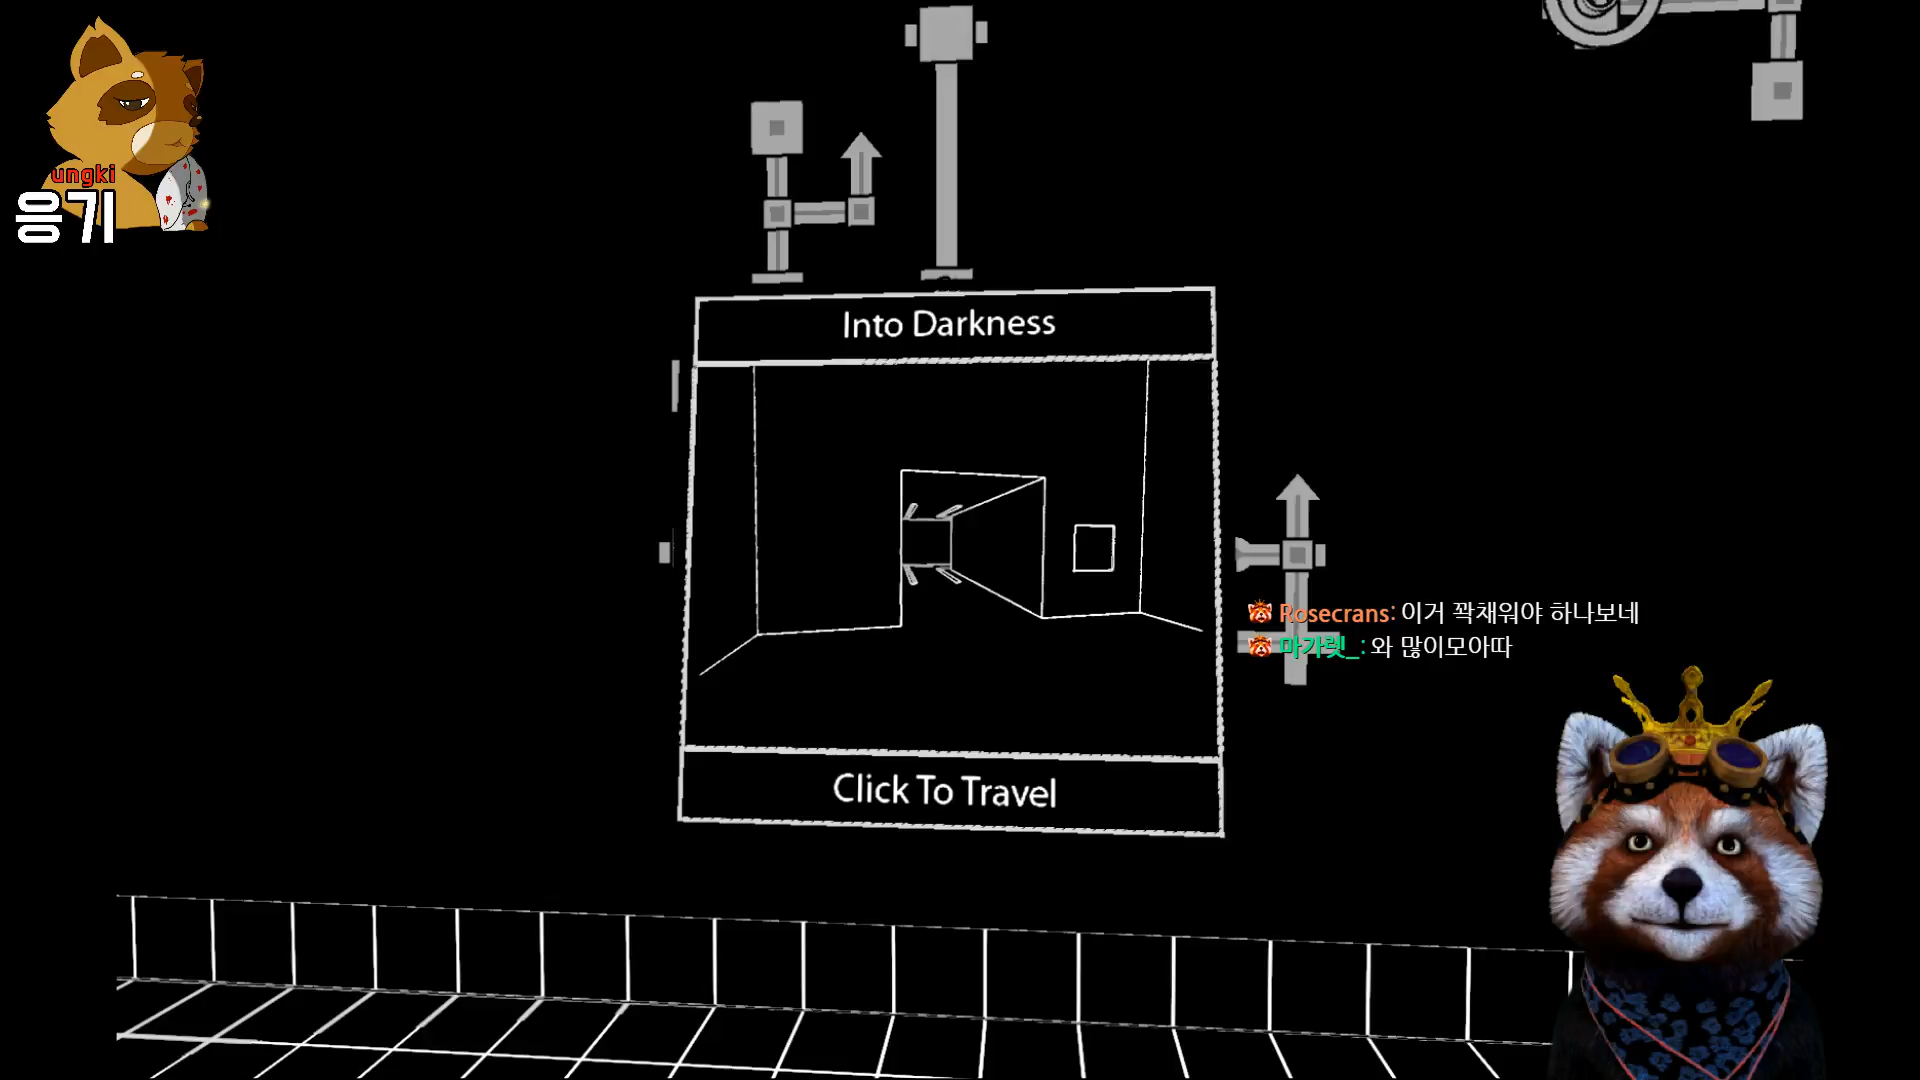 ungki
응기
Into Darkness
Click To Travel
Rosecrans: 이거 꽉채워야 하나보네
마가렛_: 와 많이모아따